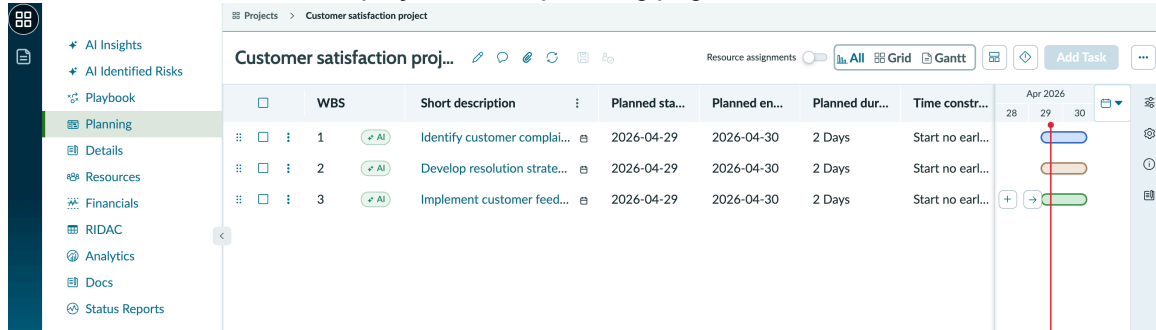 Projects > Customer satisfaction project
AI Insights
AI Identified Risks
Playbook
Planning
Details
Resources
Financials
RIDAC
Analytics
Docs
Status Reports
Customer satisfaction proj... Resource assignments All Grid Gantt Add Task
WBS Short description Planned sta... Planned en... Planned dur... Time constr... Apr 2026
28 29 30
1 AI Identify customer complai... 2026-04-29 2026-04-30 2 Days Start no earl...
2 AI Develop resolution strate... 2026-04-29 2026-04-30 2 Days Start no earl...
3 AI Implement customer feed... 2026-04-29 2026-04-30 2 Days Start no earl...